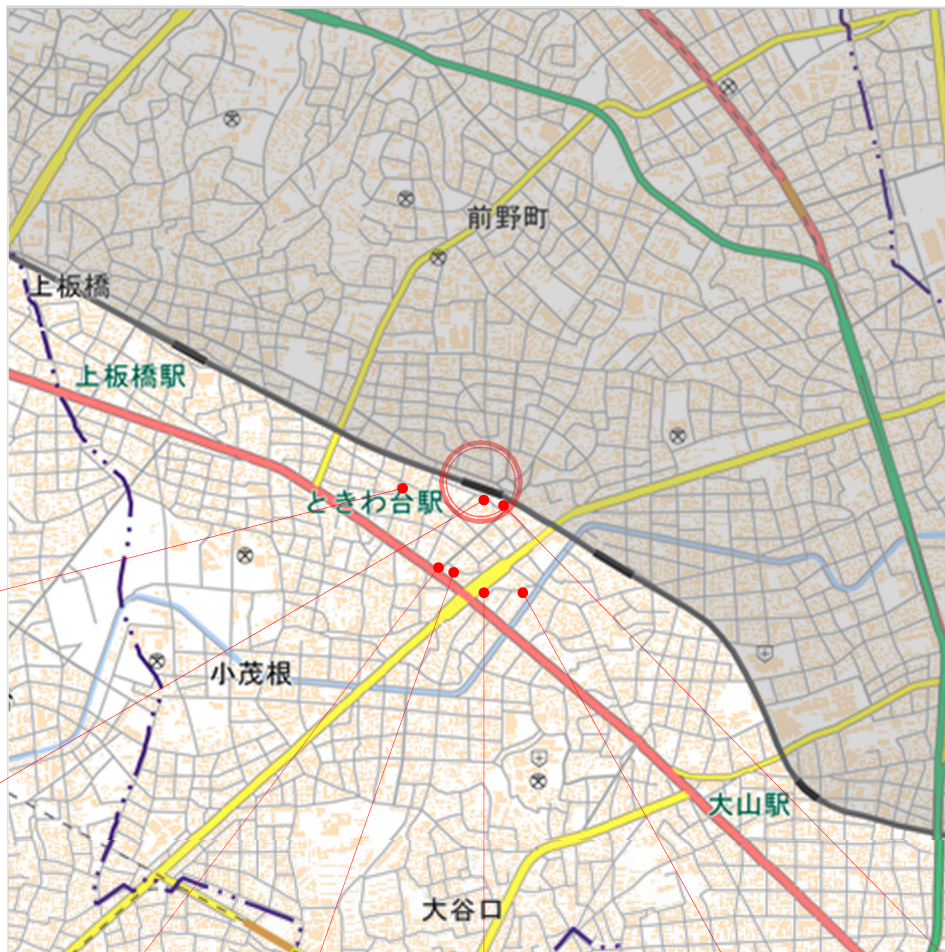 前野町
上板橋
上板橋駅
ときわ台駅
小茂根
大山駅
大谷口